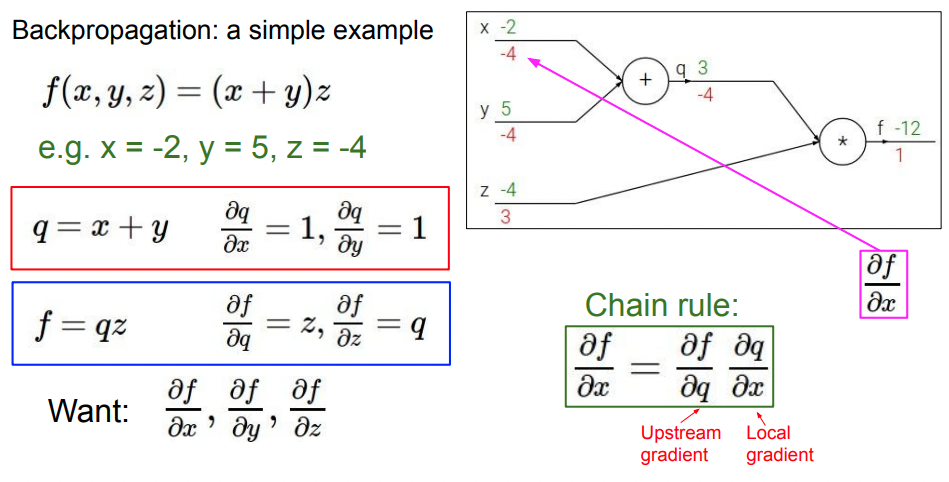 Backpropagation: a simple example
f(x, y, z) = (x + y)z
e.g. x = -2, y = 5, z = -4
q = x + y    ∂q/∂x = 1, ∂q/∂y = 1
f = qz    ∂f/∂q = z, ∂f/∂z = q
Want: ∂f/∂x, ∂f/∂y, ∂f/∂z
x -2
-4
y 5
-4
z -4
3
+
q 3
-4
*
f -12
1
∂f/∂x
Chain rule:
∂f/∂x = ∂f/∂q ∂q/∂x
Upstream gradient
Local gradient